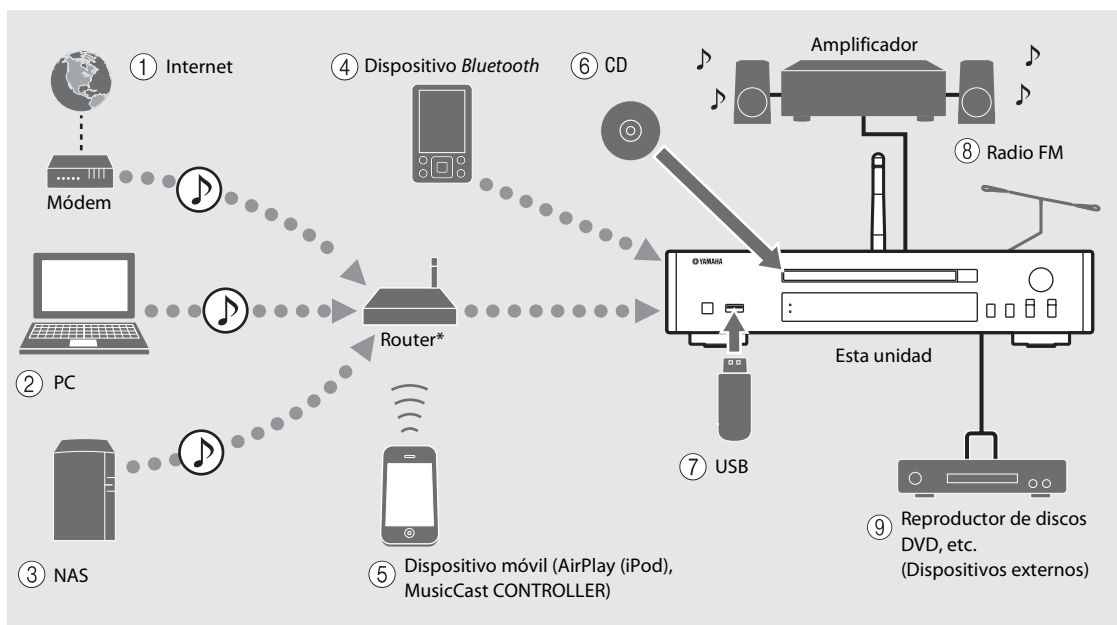 ① Internet
④ Dispositivo Bluetooth
⑥ CD
Amplificador
⑧ Radio FM
Módem
YAMAHA
Router*
Esta unidad
② PC
⑦ USB
③ NAS
⑤ Dispositivo móvil (AirPlay (iPod),
MusicCast CONTROLLER)
⑨ Reproductor de discos
DVD, etc.
(Dispositivos externos)